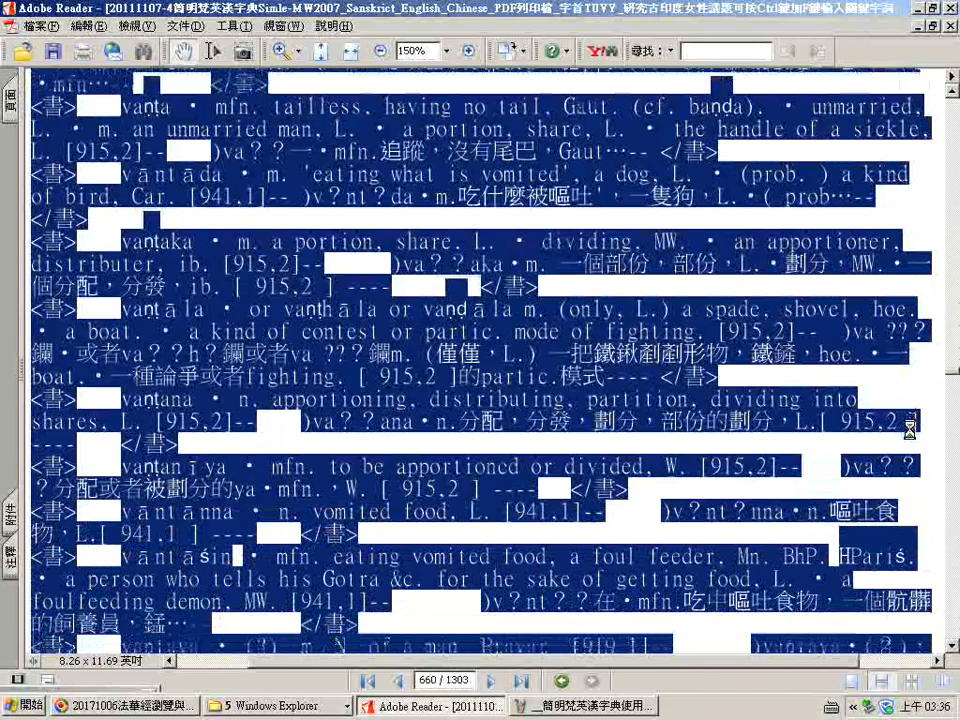 Adobe Reader - [20111107-4簡明梵英漢字典Simle-MW2007_Sanskrit_English_Chinese_PDF列印檔_字首TUVY_研究古印度女性議題可按Ctrl鍵加F鍵輸入關鍵字詞
檔案(F) 編輯(E) 檢視(V) 文件(D) 工具(T) 視窗(W) 說明(H)
150% 尋找：
頁面
附件
註釋
‧mfn… </書>
<書> vaṇṭa ‧ mfn. tailless, having no tail, Gaut. (cf. baṇḍa). ‧ unmarried,
L. ‧ m. an unmarried man, L. ‧ a portion, share, L. ‧ the handle of a sickle,
L. [915,2]-- )va？？一‧mfn.追蹤，沒有尾巴，Gaut…-- </書>
<書> vāntāda ‧ m. 'eating what is vomited', a dog, L. ‧ (prob. ) a kind
of bird, Car. [941,1]-- )v？nt？da‧m.吃什麼被嘔吐'，一隻狗，L.‧( prob…--
</書>
<書> vaṇṭaka ‧ m. a portion, share. L. ‧ dividing, MW. ‧ an apportioner,
distributer, ib. [915,2]-- )va？？aka‧m. 一個部份，部份，L.‧劃分，MW.‧一
個分配，分發，ib. [ 915,2 ] ---- </書>
<書> vaṇṭāla ‧ or vaṇṭhāla or vaṇḍāla m. (only, L.) a spade, shovel, hoe.
‧ a boat. ‧ a kind of contest or partic. mode of fighting, [915,2]-- )va ???
鑭‧或者va？？h？鑭或者va ???鑭m. (僅僅，L.) 一把鐵鍬剷剷形物，鐵鏟，hoe.‧一
boat.‧一種論爭或者fighting. [ 915,2 ]的partic.模式---- </書>
<書> vaṇṭana ‧ n. apportioning, distributing, partition, dividing into
shares, L. [915,2]-- )va？？ana‧n.分配，分發，劃分，部份的劃分，L.[ 915,2 ]
---- </書>
<書> vaṇṭanīya ‧ mfn. to be apportioned or divided, W. [915,2]-- )va？？
？分配或者被劃分的ya‧mfn.，W. [ 915,2 ] ---- </書>
<書> vāntānna ‧ n. vomited food, L. [941,1]-- )v？nt？nna‧n.嘔吐食
物，L.[ 941,1 ] ---- </書>
<書> vāntāśin ‧ mfn. eating vomited food, a foul feeder, Mn. BhP. HPariś.
‧ a person who tells his Gotra &c. for the sake of getting food, L. ‧ a
foulfeeding demon, MW. [941,1]-- )v？nt？？在‧mfn.吃中嘔吐食物，一個骯髒
的飼養員，錳… </書>
8.26 x 11.69 英吋
660 / 1303
開始 20171006法華經瀏覽與... 5 Windows Explorer Adobe Reader - [20111... __簡明梵英漢字典使用... 上午 03:36